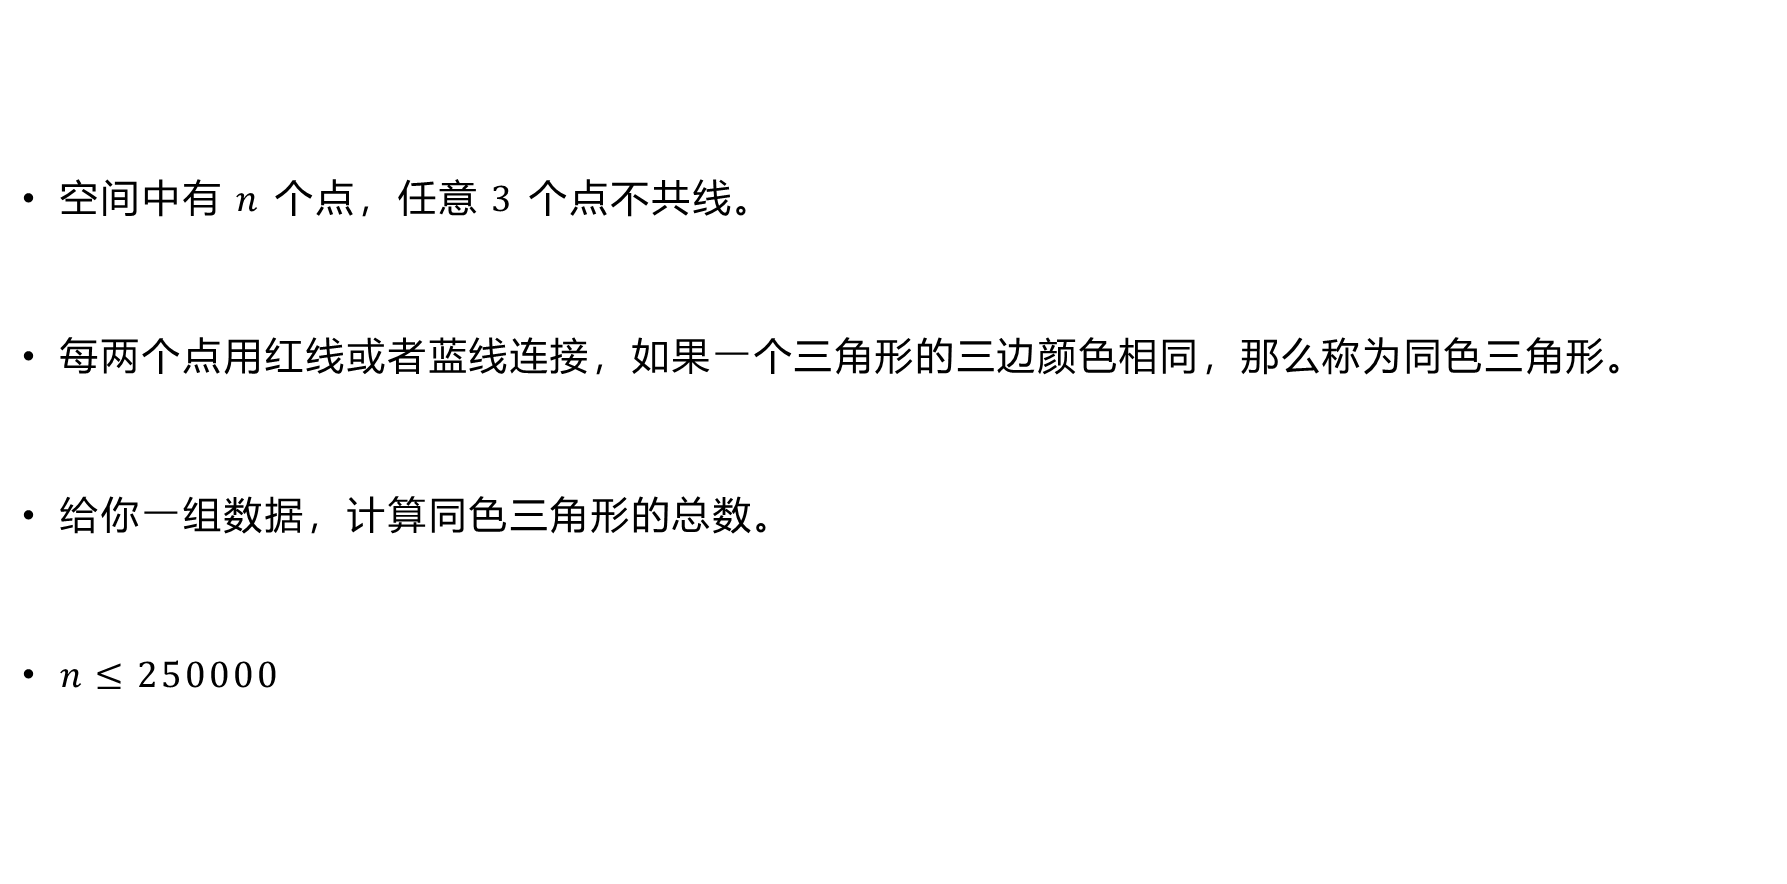 • 空间中有 n 个点，任意 3 个点不共线。
• 每两个点用红线或者蓝线连接，如果一个三角形的三边颜色相同，那么称为同色三角形。
• 给你一组数据，计算同色三角形的总数。
• n ≤ 250000